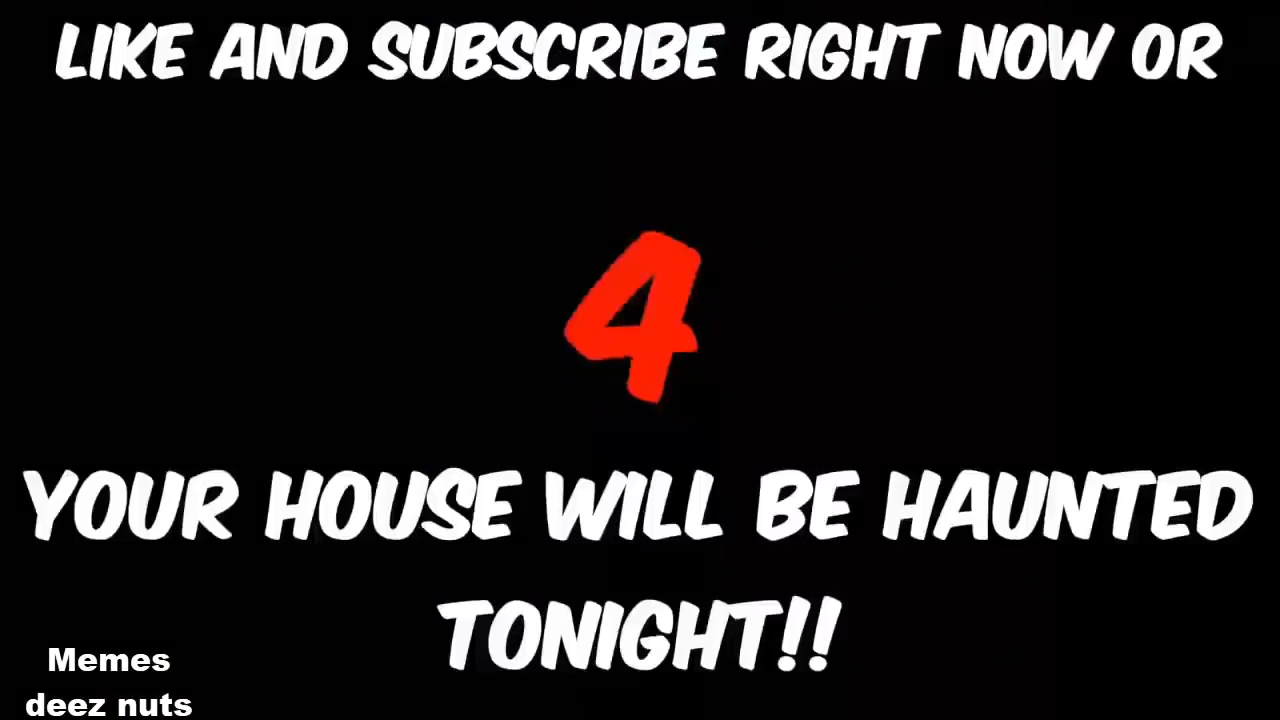 LIKE AND SUBSCRIBE RIGHT NOW OR
4
YOUR HOUSE WILL BE HAUNTED
TONIGHT!!
Memes
deez nuts